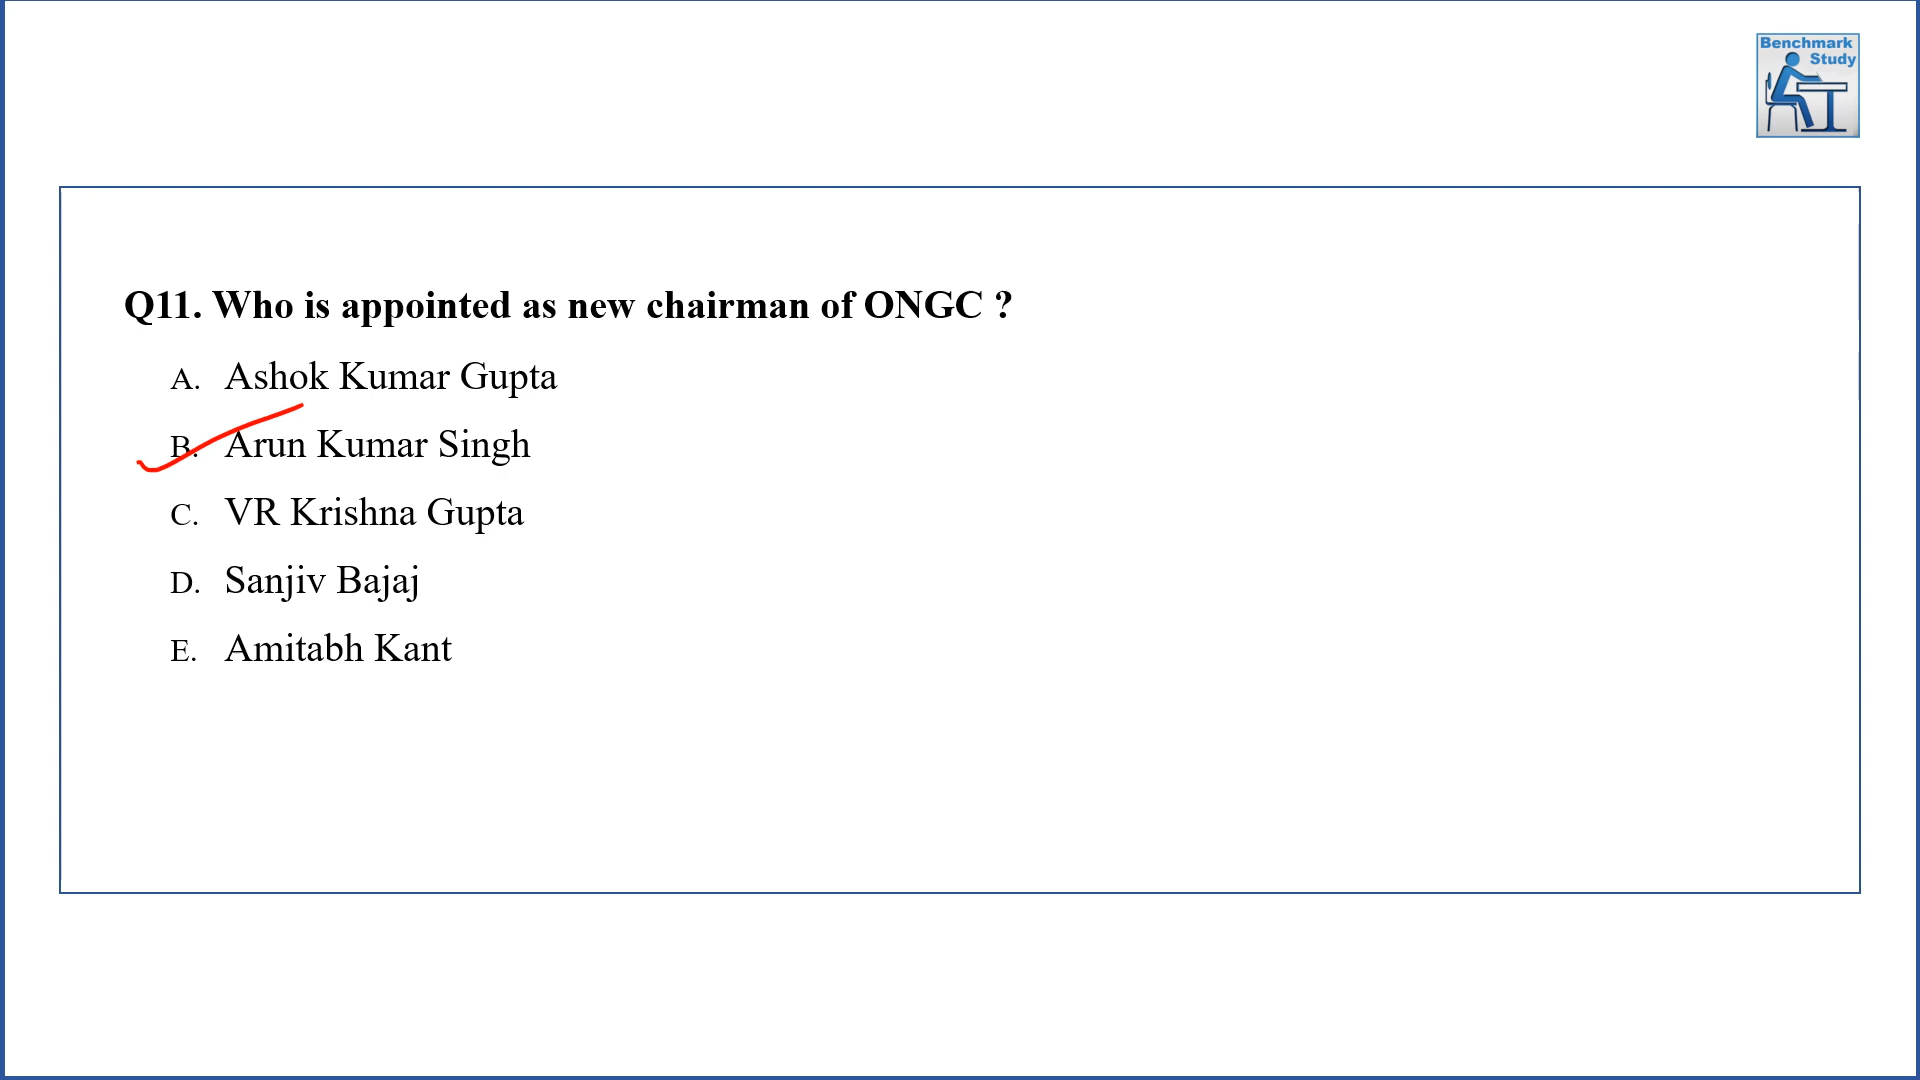 Benchmark
Study
Q11. Who is appointed as new chairman of ONGC ?
A. Ashok Kumar Gupta
B. Arun Kumar Singh
C. VR Krishna Gupta
D. Sanjiv Bajaj
E. Amitabh Kant